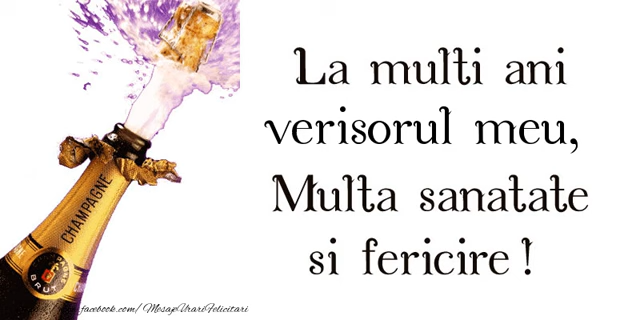 La multi ani
verisorul meu,
Multa sanatate
si fericire !
CHAMPAGNE
BRUT
facebook.com/MesajeUrariFelicitari